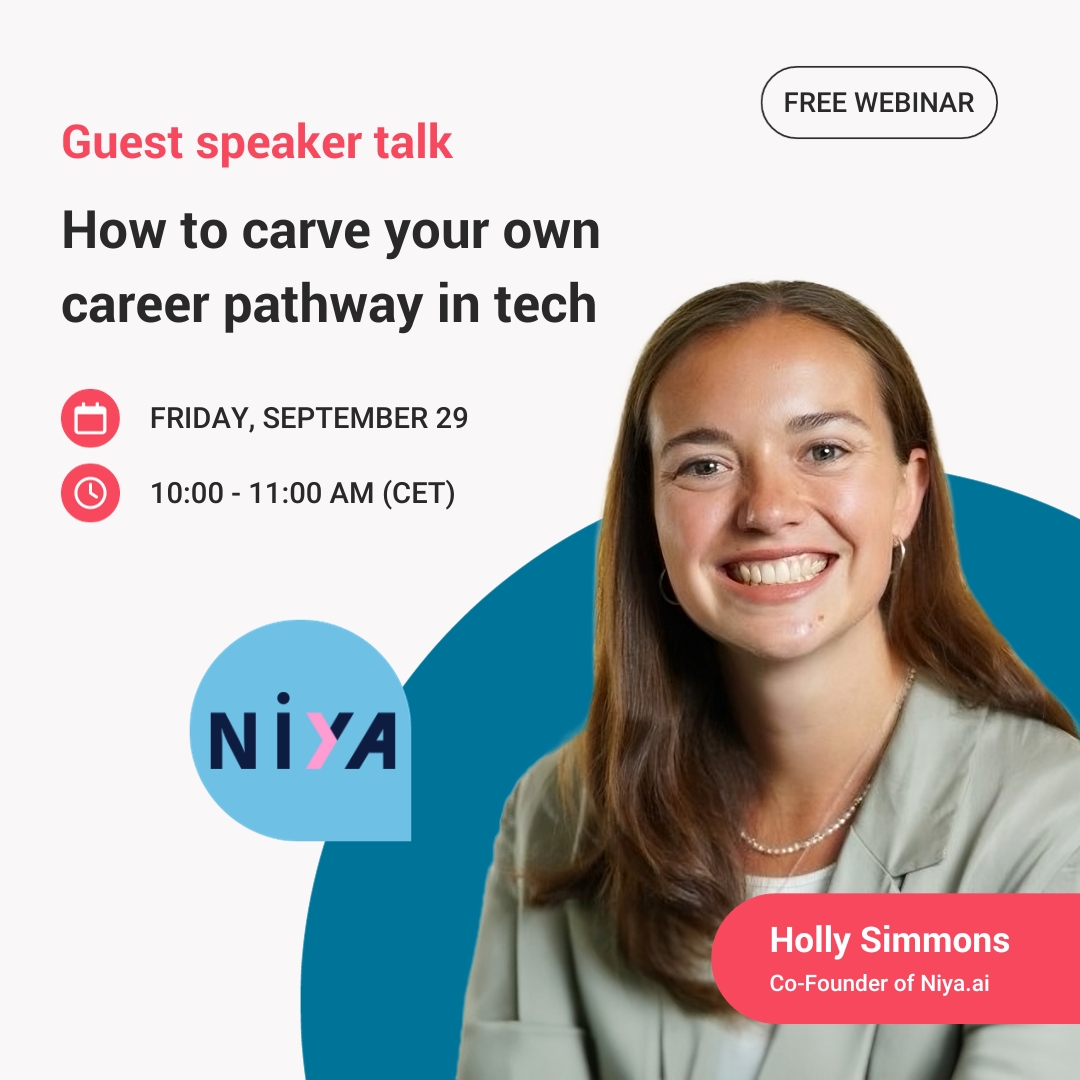 FREE WEBINAR
Guest speaker talk
How to carve your own
career pathway in tech
FRIDAY, SEPTEMBER 29
10:00 - 11:00 AM (CET)
NiYA
Holly Simmons
Co-Founder of Niya.ai